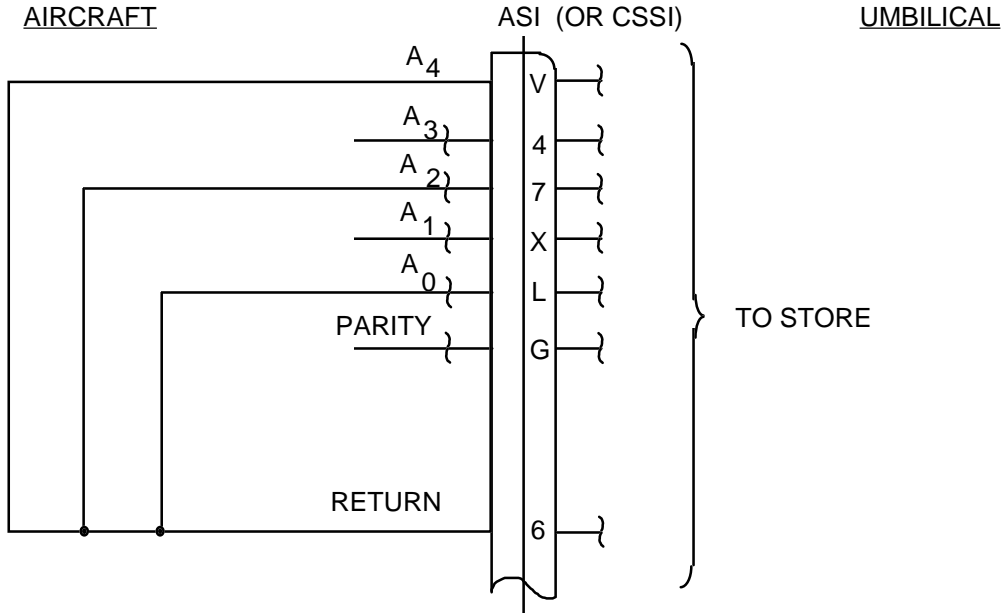 AIRCRAFT ASI (OR CSSI) UMBILICAL
A4 V
A3 4
A2 7
A1 X
A0 L
PARITY G
TO STORE
RETURN 6